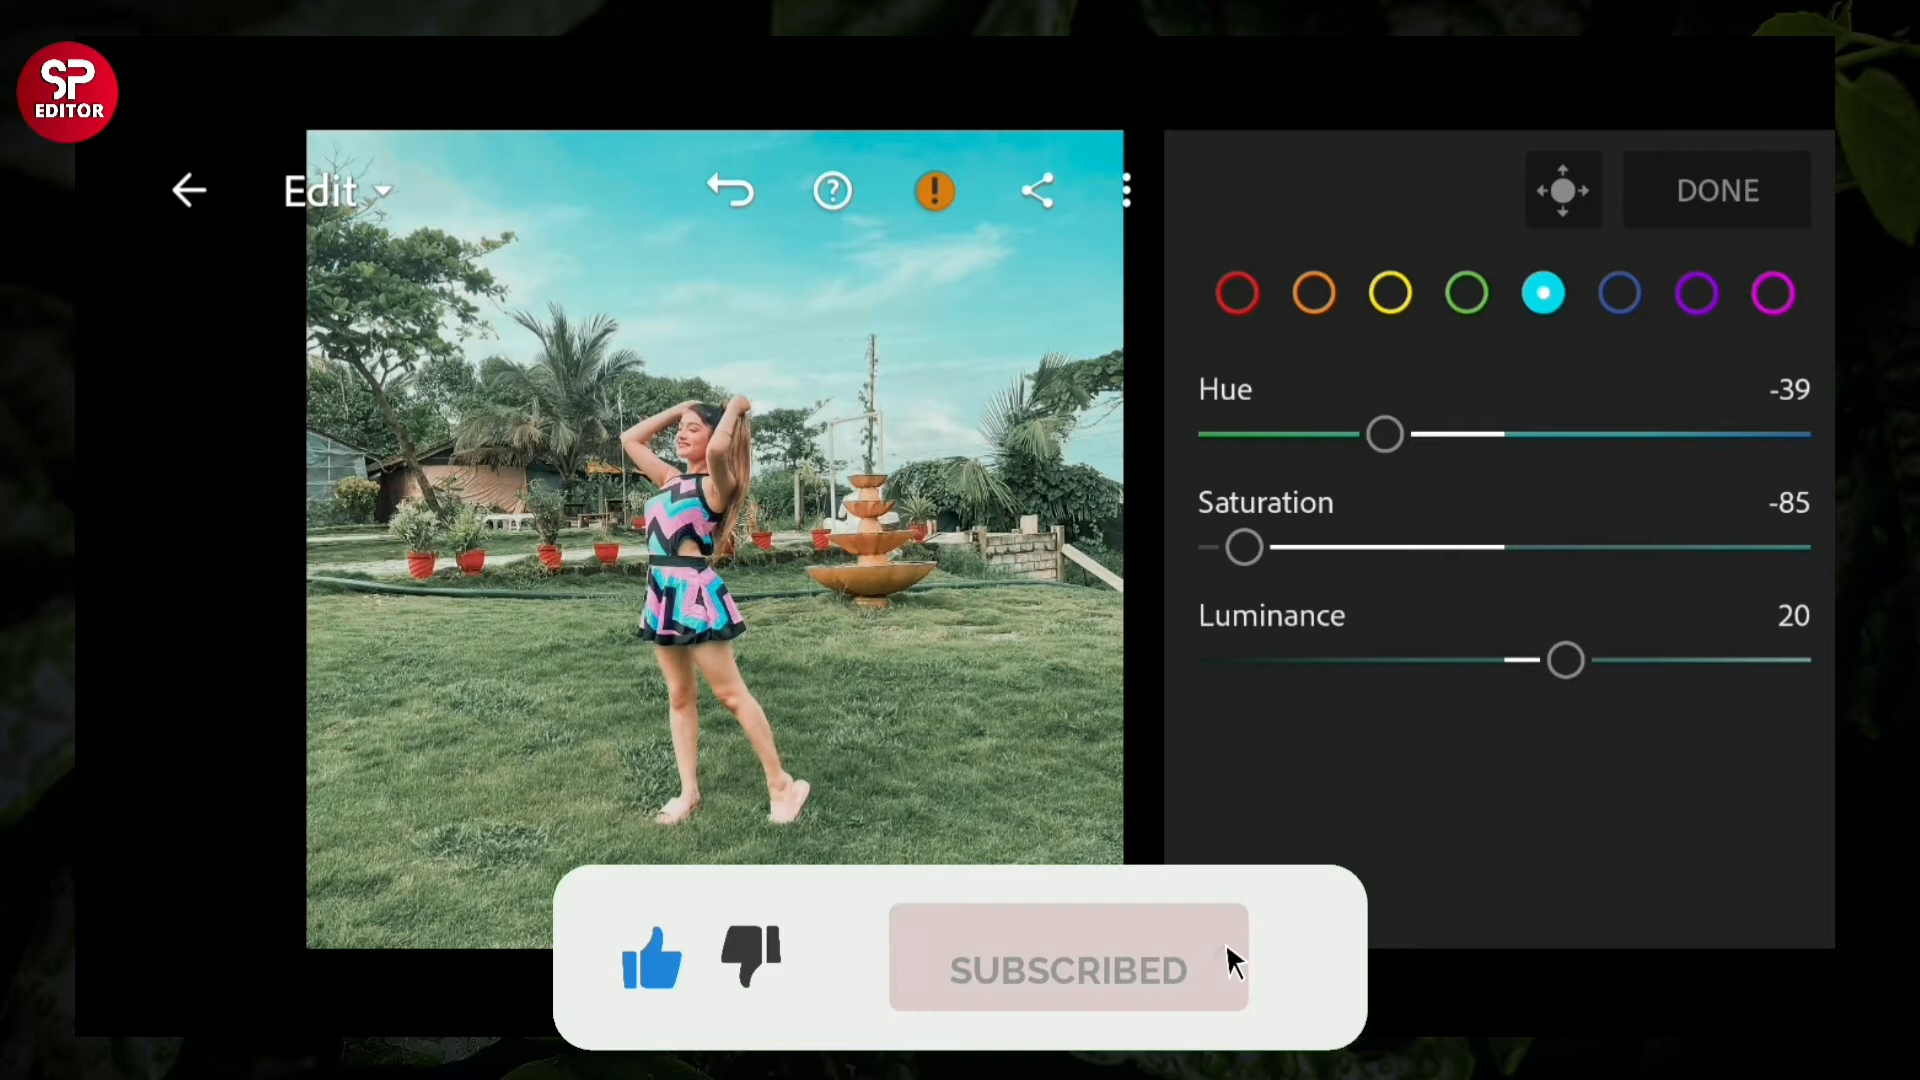 SP
EDITOR
Edit
DONE
Hue -39
Saturation -85
Luminance 20
SUBSCRIBED